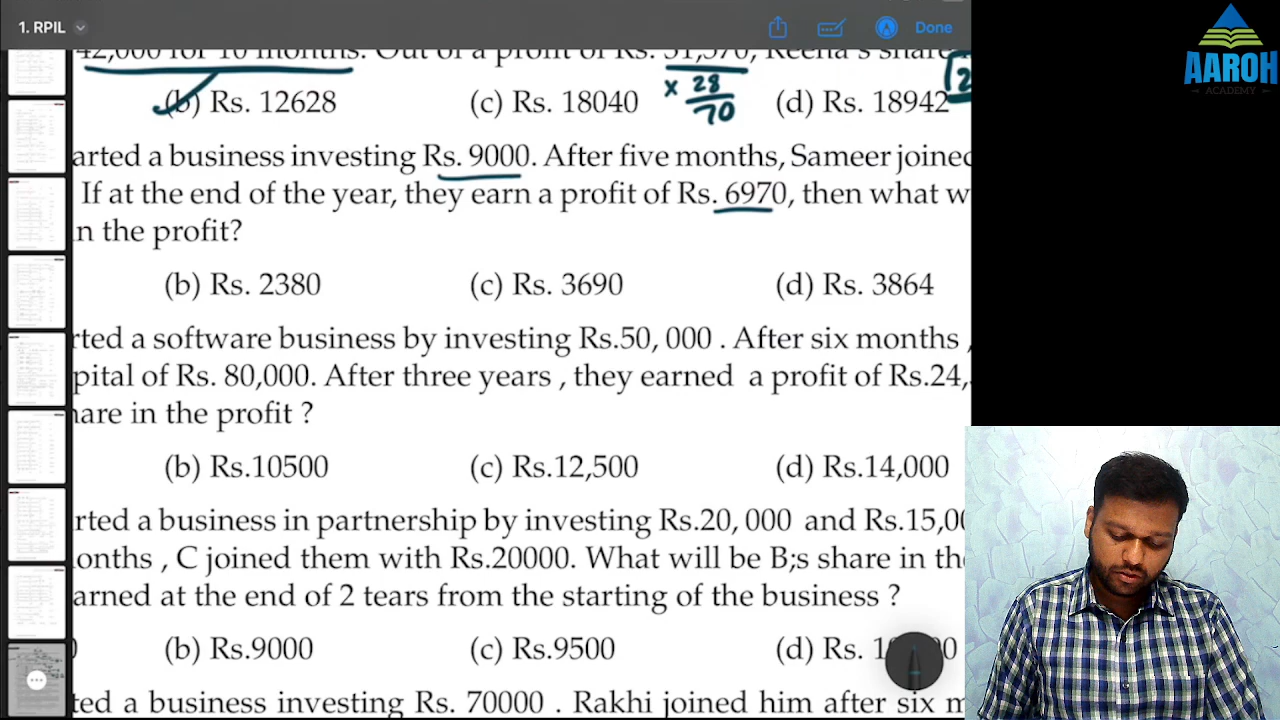 1. RPIL
Done
42,000 for 10 months. Out of a profit of Rs. 31,570, Reena's share
(b) Rs. 12628
(c) Rs. 18040
x 28
70
(d) Rs. 18942
2
arted a business investing Rs. 9000. After five months, Sameer joined
If at the end of the year, they earn a profit of Rs. 6970, then what w
in the profit?
(b) Rs. 2380
(c) Rs. 3690
(d) Rs. 3864
rted a software business by investing Rs.50, 000 . After six months ,
pital of Rs. 80,000. After three years , they earned a profit of Rs.24,
hare in the profit ?
(b) Rs.10500
(c) Rs.12,500
(d) Rs.14,000
rted a business in partnership by investing Rs.20, 000 and Rs.15,00
onths , C joined them with Rs.20000. What will be B;s share in the
arned at the end of 2 tears from the starting of the business ?
0
(b) Rs.9000
(c) Rs.9500
(d) Rs.
ted a business investing Rs. 70000 . Rakhi joined him after six m
AAROH
ACADEMY